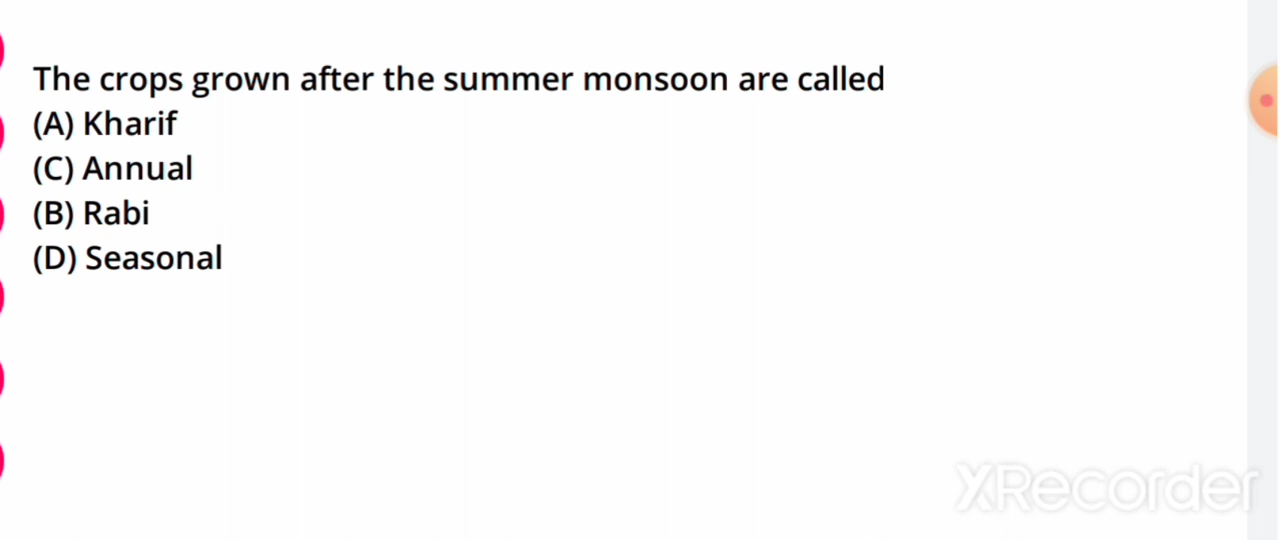 The crops grown after the summer monsoon are called
(A) Kharif
(C) Annual
(B) Rabi
(D) Seasonal
XRecorder